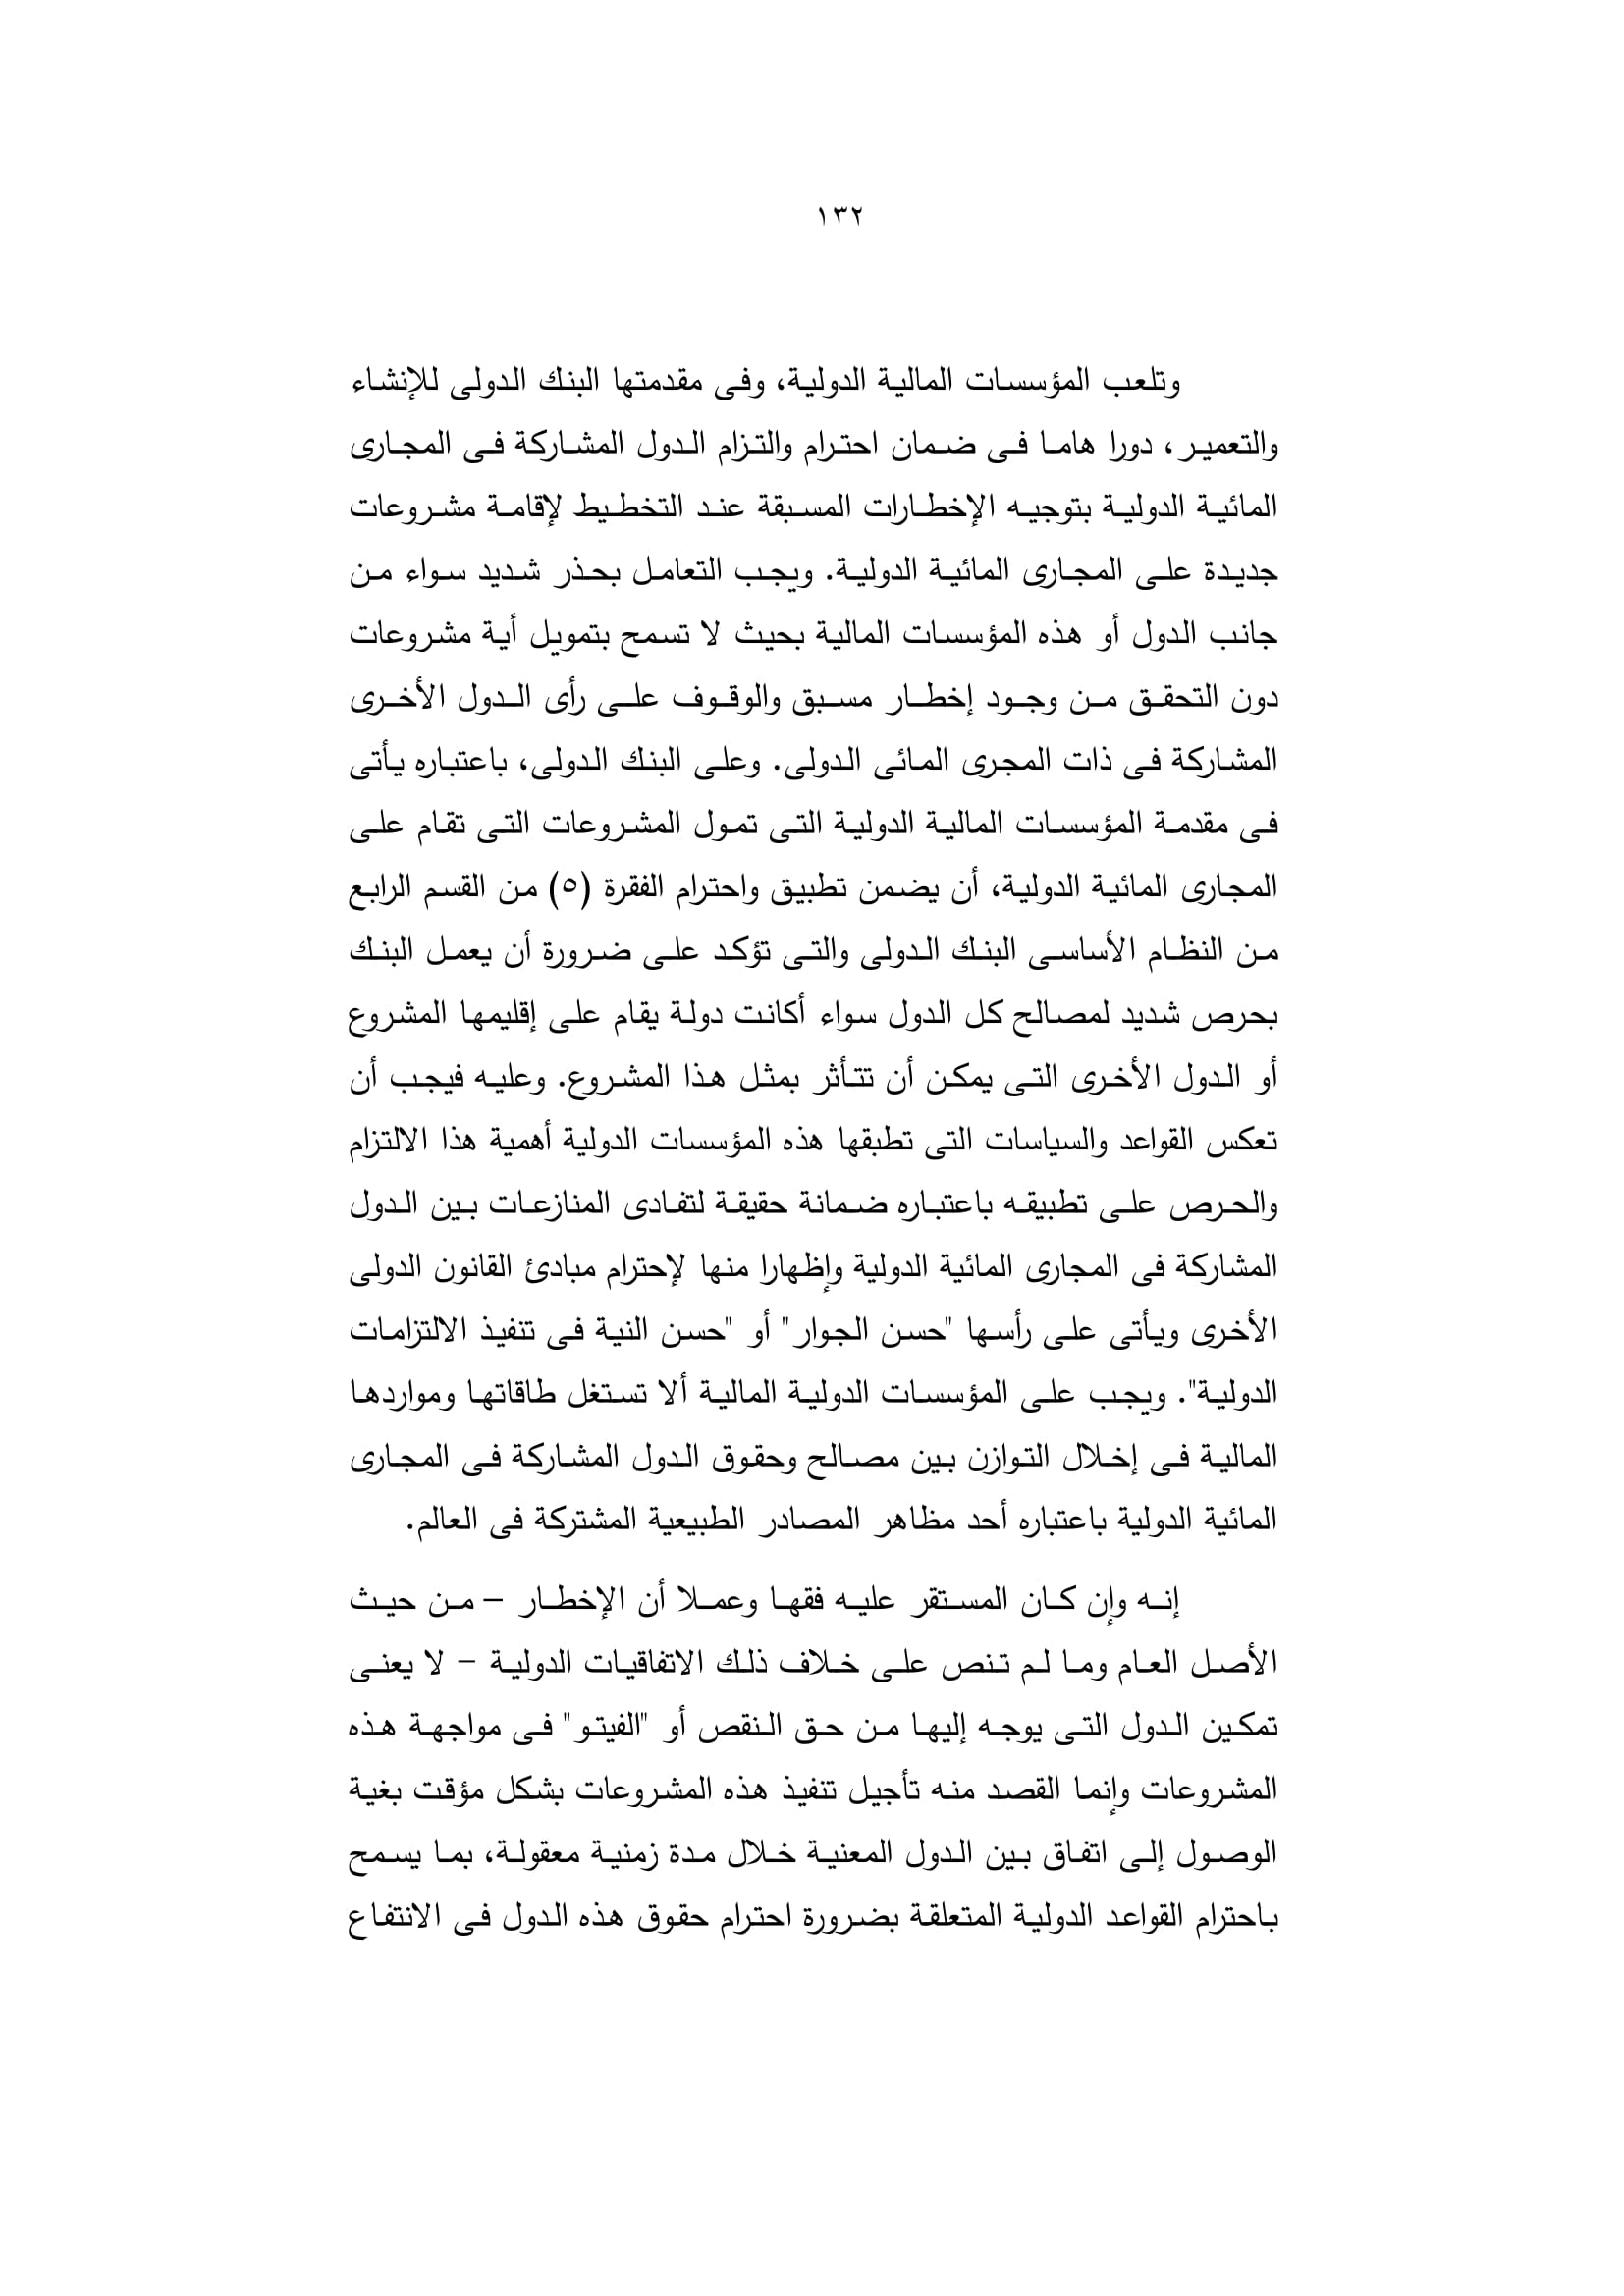 ١٣٢
وتلعب المؤسسات المالية الدولية، وفى مقدمتها البنك الدولى للإنشاء
والتعمير، دورا هاما فى ضمان احترام والتزام الدول المشاركة فى المجارى
المائية الدولية بتوجيه الإخطارات المسبقة عند التخطيط لإقامة مشروعات
جديدة على المجارى المائية الدولية. ويجب التعامل بحذر شديد سواء من
جانب الدول أو هذه المؤسسات المالية بحيث لا تسمح بتمويل أية مشروعات
دون التحقق من وجود إخطار مسبق والوقوف على رأى الدول الأخرى
المشاركة فى ذات المجرى المائى الدولى. وعلى البنك الدولى، باعتباره يأتى
فى مقدمة المؤسسات المالية الدولية التى تمول المشروعات التى تقام على
المجارى المائية الدولية، أن يضمن تطبيق واحترام الفقرة (٥) من القسم الرابع
من النظام الأساسى البنك الدولى والتى تؤكد على ضرورة أن يعمل البنك
بحرص شديد لمصالح كل الدول سواء أكانت دولة يقام على إقليمها المشروع
أو الدول الأخرى التى يمكن أن تتأثر بمثل هذا المشروع. وعليه فيجب أن
تعكس القواعد والسياسات التى تطبقها هذه المؤسسات الدولية أهمية هذا الالتزام
والحرص على تطبيقه باعتباره ضمانة حقيقة لتفادى المنازعات بين الدول
المشاركة فى المجارى المائية الدولية وإظهارا منها لإحترام مبادئ القانون الدولى
الأخرى ويأتى على رأسها "حسن الجوار" أو "حسن النية فى تنفيذ الالتزامات
الدولية". ويجب على المؤسسات الدولية المالية ألا تستغل طاقاتها ومواردها
المالية فى إخلال التوازن بين مصالح وحقوق الدول المشاركة فى المجارى
المائية الدولية باعتباره أحد مظاهر المصادر الطبيعية المشتركة فى العالم.
إنه وإن كان المستقر عليه فقها وعملا أن الإخطار – من حيث
الأصل العام وما لم تنص على خلاف ذلك الاتفاقيات الدولية – لا يعنى
تمكين الدول التى يوجه إليها من حق النقص أو "الفيتو" فى مواجهة هذه
المشروعات وإنما القصد منه تأجيل تنفيذ هذه المشروعات بشكل مؤقت بغية
الوصول إلى اتفاق بين الدول المعنية خلال مدة زمنية معقولة، بما يسمح
باحترام القواعد الدولية المتعلقة بضرورة احترام حقوق هذه الدول فى الانتفاع